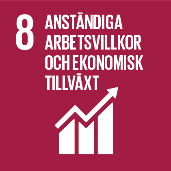 8 ANSTÄNDIGA
ARBETSVILLKOR
OCH EKONOMISK
TILLVÄXT